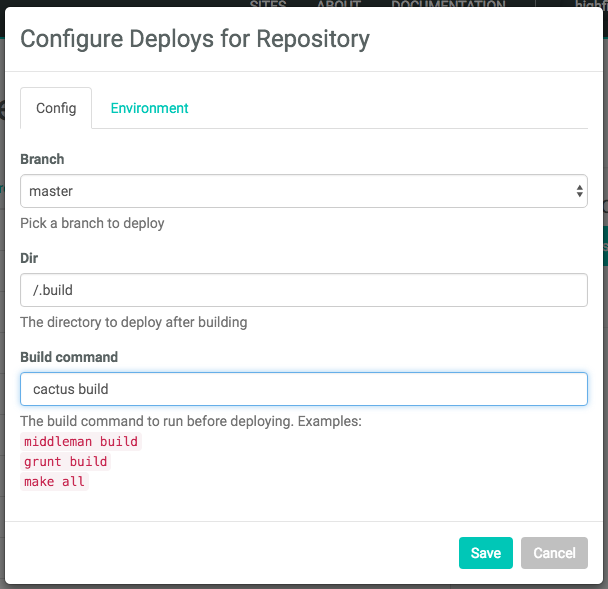 SITES ABOUT DOCUMENTATION
Configure Deploys for Repository
Config Environment
Branch
master
Pick a branch to deploy
Dir
/.build
The directory to deploy after building
Build command
cactus build
The build command to run before deploying. Examples:
middleman build
grunt build
make all
Save Cancel